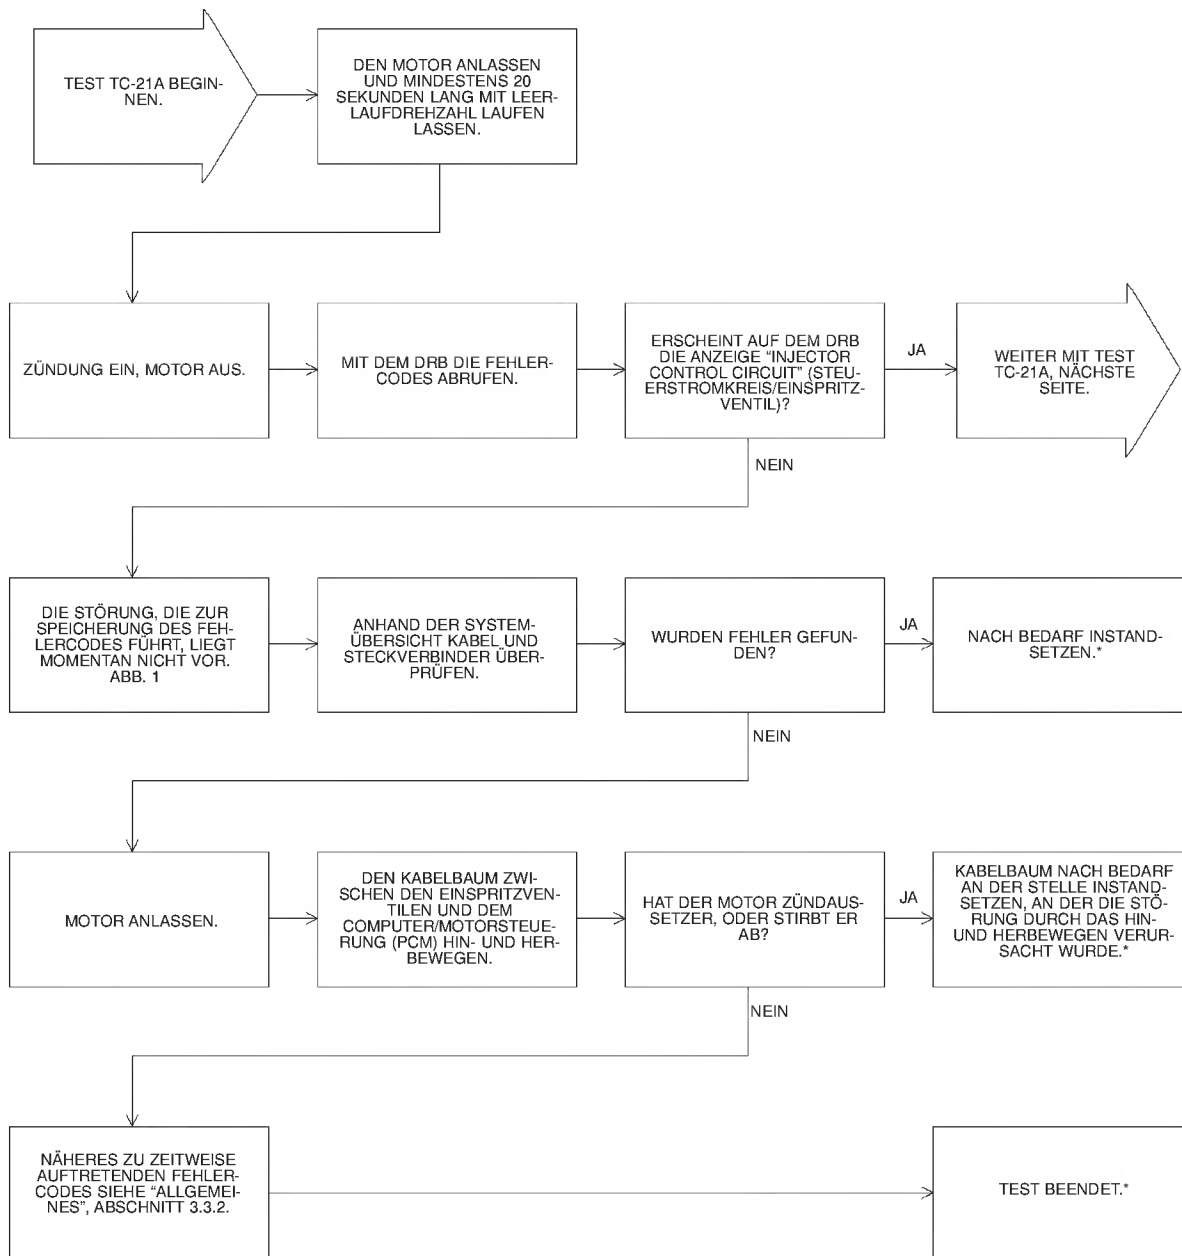 TEST TC-21A BEGIN-
NEN.
DEN MOTOR ANLASSEN
UND MINDESTENS 20
SEKUNDEN LANG MIT LEER-
LAUFDREHZAHL LAUFEN
LASSEN.
ZÜNDUNG EIN, MOTOR AUS.
MIT DEM DRB DIE FEHLER-
CODES ABRUFEN.
ERSCHEINT AUF DEM DRB
DIE ANZEIGE “INJECTOR
CONTROL CIRCUIT” (STEU-
ERSTROMKREIS/EINSPRITZ-
VENTIL)?
JA
WEITER MIT TEST
TC-21A, NÄCHSTE
SEITE.
NEIN
DIE STÖRUNG, DIE ZUR
SPEICHERUNG DES FEH-
LERCODES FÜHRT, LIEGT
MOMENTAN NICHT VOR.
ABB. 1
ANHAND DER SYSTEM-
ÜBERSICHT KABEL UND
STECKVERBINDER ÜBER-
PRÜFEN.
WURDEN FEHLER GEFUN-
DEN?
JA
NACH BEDARF INSTAND-
SETZEN.*
NEIN
MOTOR ANLASSEN.
DEN KABELBAUM ZWI-
SCHEN DEN EINSPRITZVEN-
TILEN UND DEM
COMPUTER/MOTORSTEUE-
RUNG (PCM) HIN- UND HER-
BEWEGEN.
HAT DER MOTOR ZÜNDAUS-
SETZER, ODER STIRBT ER
AB?
JA
KABELBAUM NACH BEDARF
AN DER STELLE INSTAND-
SETZEN, AN DER DIE STÖ-
RUNG DURCH DAS HIN-
UND HERBEWEGEN VERUR-
SACHT WURDE.*
NEIN
NÄHERES ZU ZEITWEISE
AUFTRETENDEN FEHLER-
CODES SIEHE “ALLGEMEI-
NES”, ABSCHNITT 3.3.2.
TEST BEENDET.*